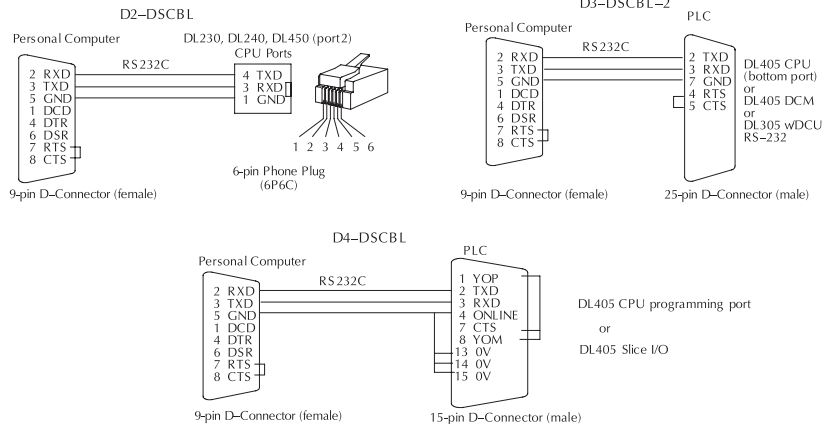 D2–DSCBL
Personal Computer
DL230, DL240, DL450 (port2)
CPU Ports
RS232C
2 RXD
3 TXD
5 GND
1 DCD
4 DTR
6 DSR
7 RTS
8 CTS
4 TXD
3 RXD
1 GND
1 2 3 4 5 6
6-pin Phone Plug
(6P6C)
9-pin D–Connector (female)
D3–DSCBL–2
PLC
Personal Computer
RS232C
2 RXD
3 TXD
5 GND
1 DCD
4 DTR
6 DSR
7 RTS
8 CTS
2 TXD
3 RXD
7 GND
4 RTS
5 CTS
DL405 CPU
(bottom port)
or
DL405 DCM
or
DL305 wDCU
RS–232
9-pin D–Connector (female)
25-pin D–Connector (male)
D4–DSCBL
PLC
Personal Computer
RS232C
2 RXD
3 TXD
5 GND
1 DCD
4 DTR
6 DSR
7 RTS
8 CTS
1 YOP
2 TXD
3 RXD
4 ONLINE
7 CTS
8 YOM
13 0V
14 0V
15 0V
DL405 CPU programming port
or
DL405 Slice I/O
9-pin D–Connector (female)
15-pin D–Connector (male)